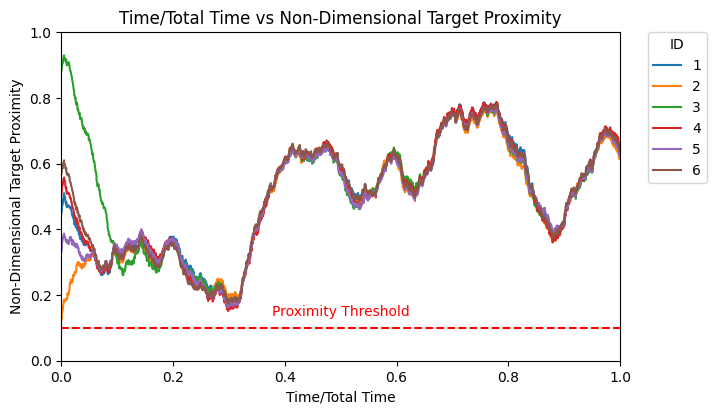 Time/Total Time vs Non-Dimensional Target Proximity
Non-Dimensional Target Proximity
1.0
0.8
0.6
0.4
0.2
0.0
Proximity Threshold
0.0 0.2 0.4 0.6 0.8 1.0
Time/Total Time
ID
1
2
3
4
5
6